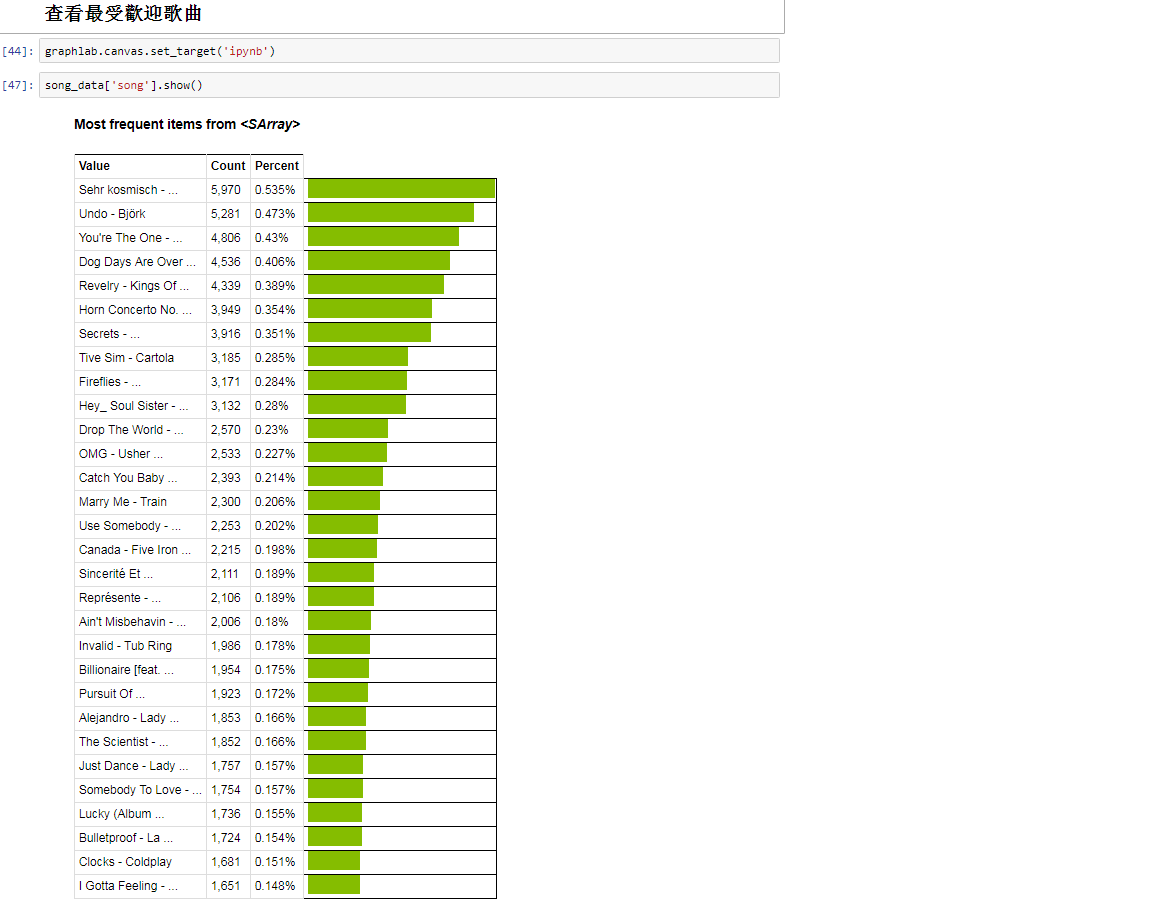 查看最受歡迎歌曲
[44]: graphlab.canvas.set_target('ipynb')
[47]: song_data['song'].show()
Most frequent items from <SArray>
Value Count Percent
Sehr kosmisch - ... 5,970 0.535%
Undo - Björk 5,281 0.473%
You're The One - ... 4,806 0.43%
Dog Days Are Over ... 4,536 0.406%
Revelry - Kings Of ... 4,339 0.389%
Horn Concerto No. ... 3,949 0.354%
Secrets - ... 3,916 0.351%
Tive Sim - Cartola 3,185 0.285%
Fireflies - ... 3,171 0.284%
Hey_ Soul Sister - ... 3,132 0.28%
Drop The World - ... 2,570 0.23%
OMG - Usher ... 2,533 0.227%
Catch You Baby ... 2,393 0.214%
Marry Me - Train 2,300 0.206%
Use Somebody - ... 2,253 0.202%
Canada - Five Iron ... 2,215 0.198%
Sincerité Et ... 2,111 0.189%
Représente - ... 2,106 0.189%
Ain't Misbehavin - ... 2,006 0.18%
Invalid - Tub Ring 1,986 0.178%
Billionaire [feat. ... 1,954 0.175%
Pursuit Of ... 1,923 0.172%
Alejandro - Lady ... 1,853 0.166%
The Scientist - ... 1,852 0.166%
Just Dance - Lady ... 1,757 0.157%
Somebody To Love - ... 1,754 0.157%
Lucky (Album ... 1,736 0.155%
Bulletproof - La ... 1,724 0.154%
Clocks - Coldplay 1,681 0.151%
I Gotta Feeling - ... 1,651 0.148%